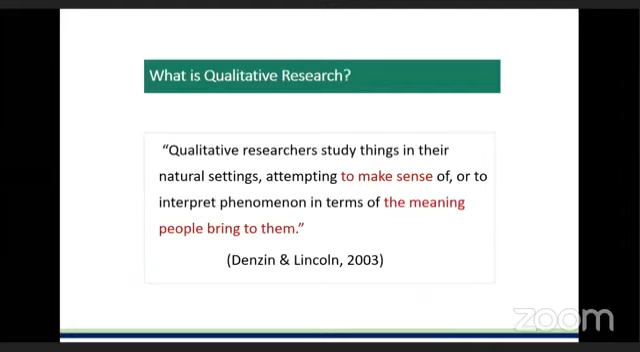 What is Qualitative Research?
“Qualitative researchers study things in their
natural settings, attempting to make sense of, or to
interpret phenomenon in terms of the meaning
people bring to them.”
(Denzin & Lincoln, 2003)
zoom